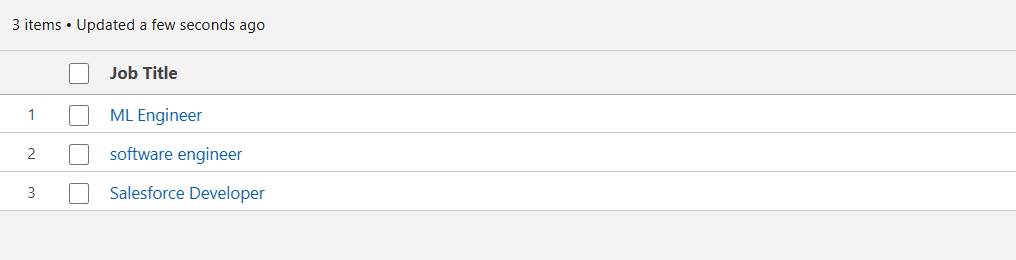 3 items • Updated a few seconds ago
Job Title
1 ML Engineer
2 software engineer
3 Salesforce Developer